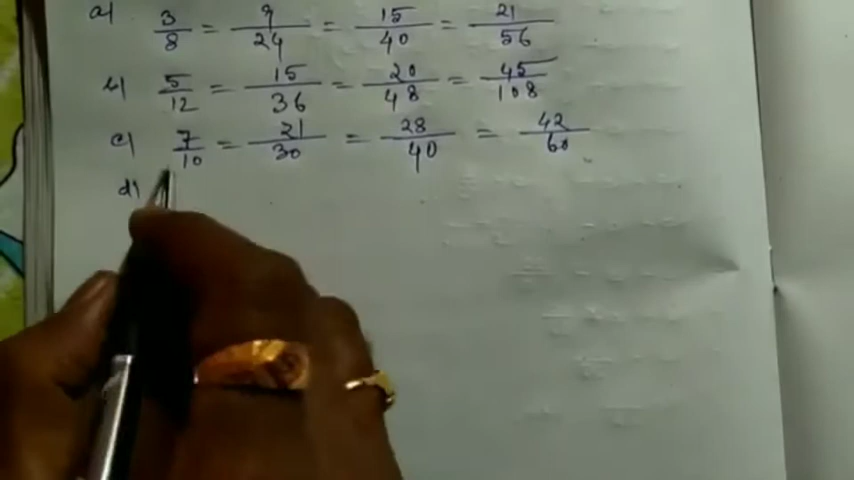 a) 3/8 = 9/24 = 15/40 = 21/56
b) 5/12 = 15/36 = 20/48 = 45/108
c) 7/10 = 21/30 = 28/40 = 42/60
d)